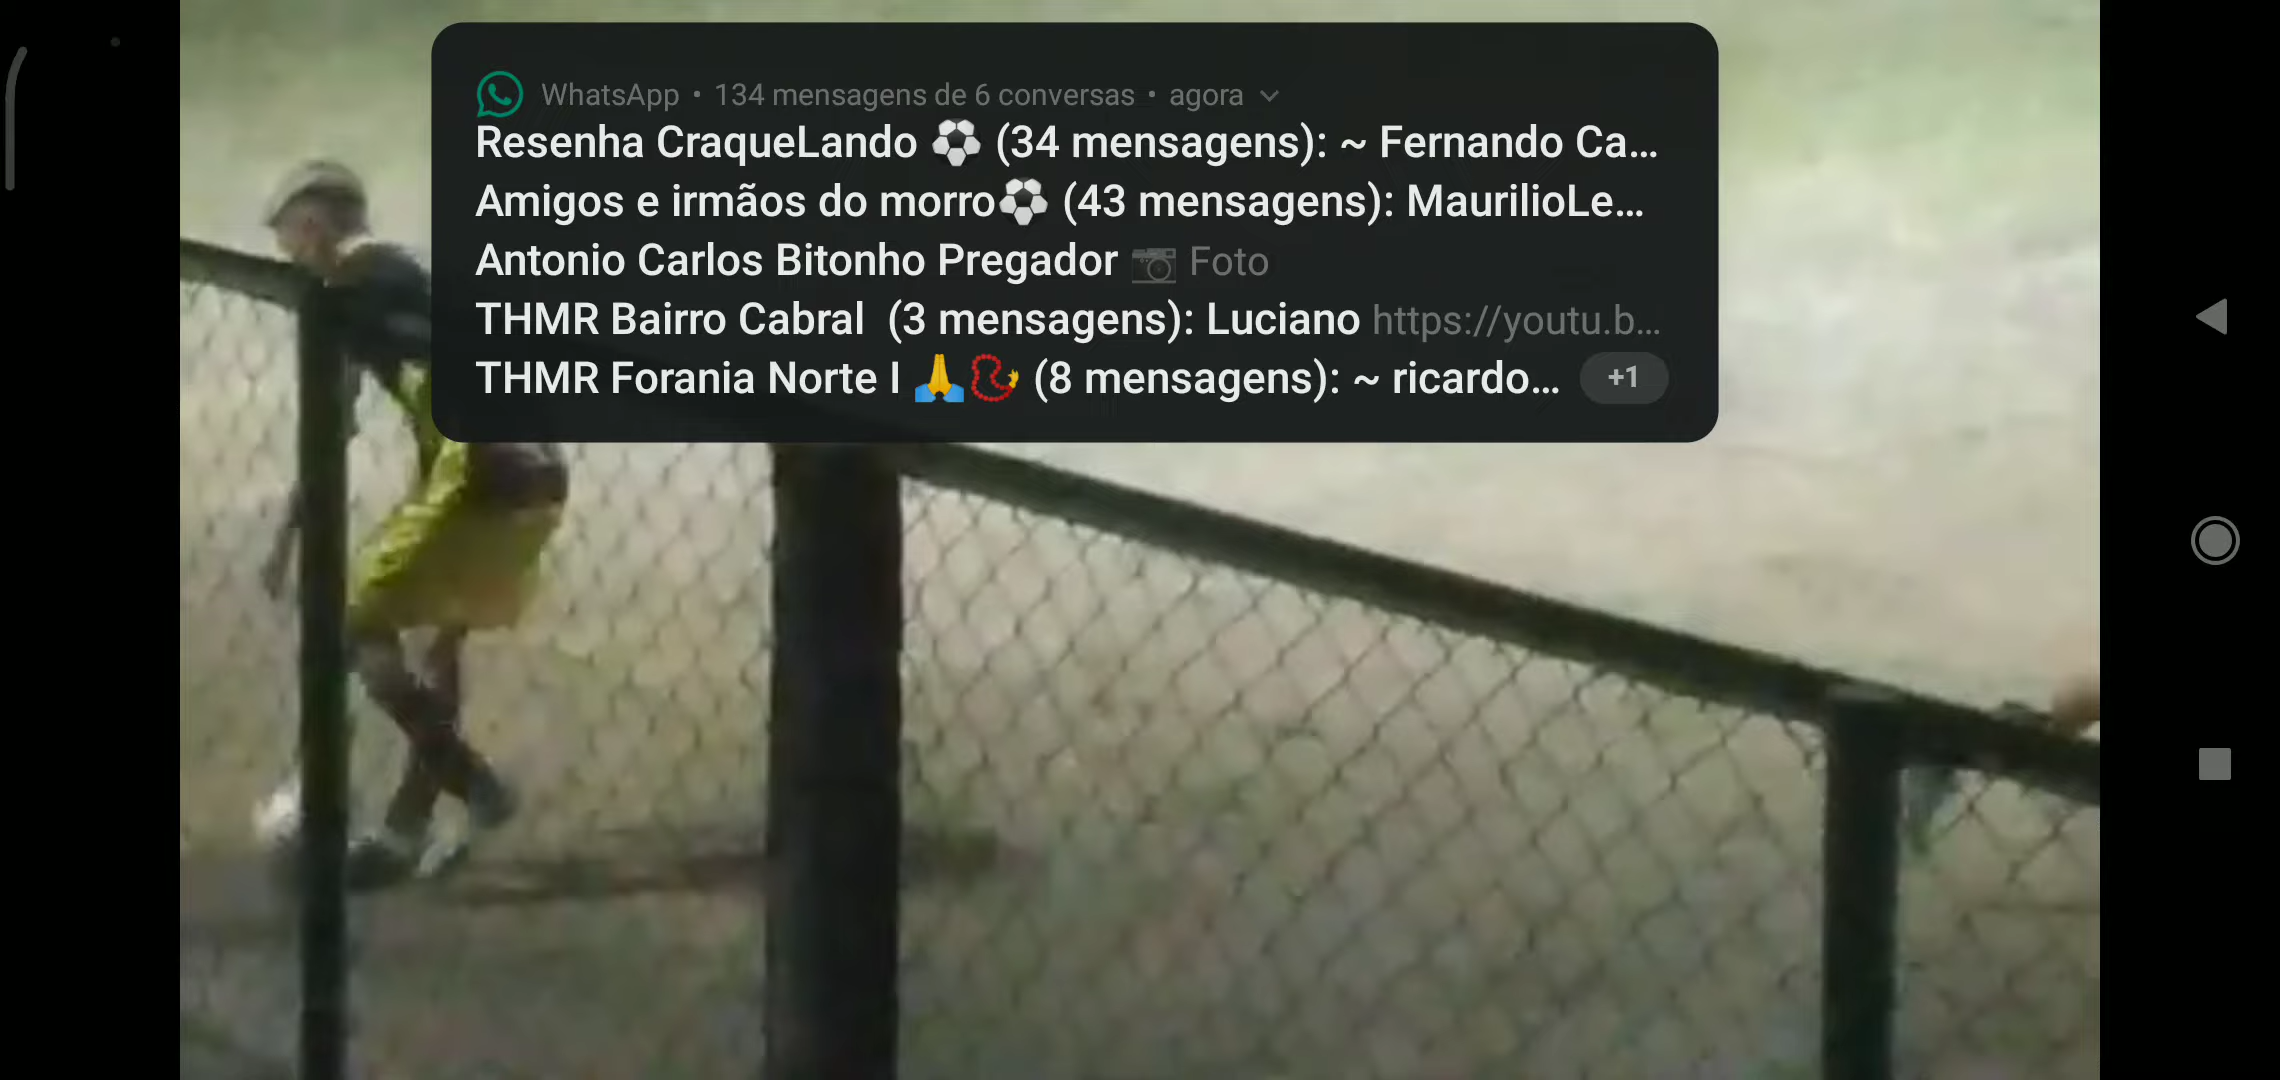 WhatsApp • 134 mensagens de 6 conversas • agora
Resenha CraqueLando ⚽ (34 mensagens): ~ Fernando Ca...
Amigos e irmãos do morro⚽ (43 mensagens): MaurilioLe...
Antonio Carlos Bitonho Pregador 📷 Foto
THMR Bairro Cabral (3 mensagens): Luciano https://youtu.b...
THMR Forania Norte I 🙏📿 (8 mensagens): ~ ricardo... +1